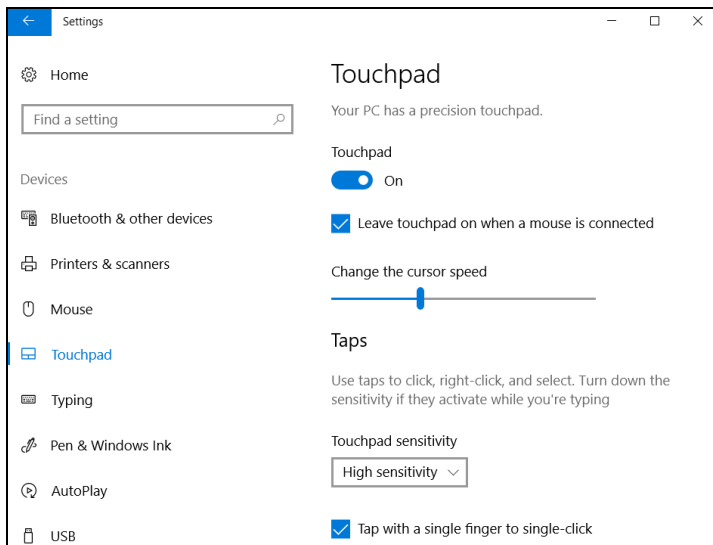 Settings
Home
Find a setting
Devices
Bluetooth & other devices
Printers & scanners
Mouse
Touchpad
Typing
Pen & Windows Ink
AutoPlay
USB
Touchpad
Your PC has a precision touchpad.
Touchpad
On
Leave touchpad on when a mouse is connected
Change the cursor speed
Taps
Use taps to click, right-click, and select. Turn down the
sensitivity if they activate while you're typing
Touchpad sensitivity
High sensitivity
Tap with a single finger to single-click